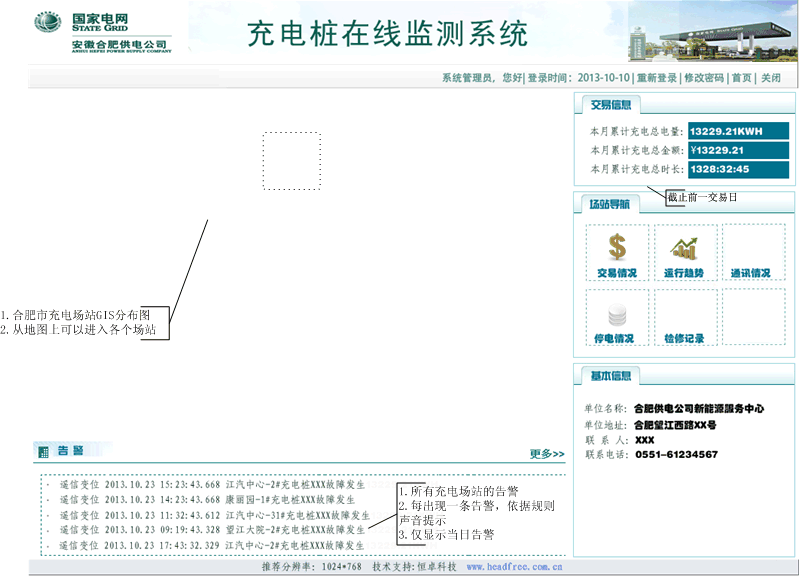 国家电网
STATE GRID
安徽合肥供电公司
ANHUI HEFEI POWER SUPPLY COMPANY
充电桩在线监测系统
系统管理员，您好| 登录时间：2013-10-10| 重新登录| 修改密码| 首页| 关闭
交易信息
本月累计充电总电量: 13229.21KWH
本月累计充电总金额: ¥13229.21
本月累计充电总时长: 1328:32:45
截止前一交易日
场站导航
交易情况 运行趋势 通讯情况
停电情况 检修记录
1.合肥市充电场站GIS分布图
2.从地图上可以进入各个场站
基本信息
单位名称: 合肥供电公司新能源服务中心
单位地址: 合肥望江西路XX号
联 系 人: XXX
联系电话: 0551-61234567
告 警
更多>>
· 遥信变位 2013.10.23 15:23:43.668 江汽中心-2#充电桩XXX故障发生
· 遥信变位 2013.10.23 14:23:43.668 康丽园-1#充电桩XXX故障发生
· 遥信变位 2013.10.23 11:32:43.612 江汽中心-31#充电桩XXX故障发生
· 遥信变位 2013.10.23 09:19:43.328 望江大院-2#充电桩XXX故障发生
· 遥信变位 2013.10.23 17:43:32.329 江汽中心-2#充电桩XXX故障发生
1.所有充电场站的告警
2.每出现一条告警，依据规则
声音提示
3.仅显示当日告警
推荐分辨率: 1024*768 技术支持:恒卓科技 www.headfree.com.cn